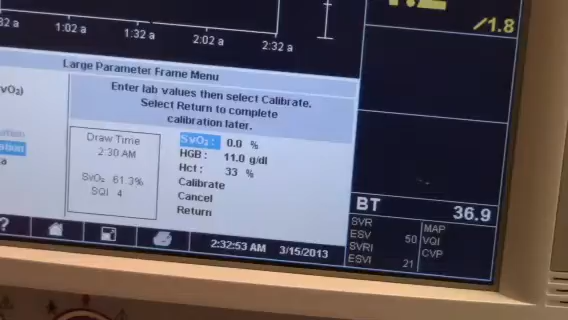 /1.8
32 a 1:02 a 1:32 a 2:02 a 2:32 a
Large Parameter Frame Menu
Enter lab values then select Calibrate.
Select Return to complete
calibration later.
vO₂)
Draw Time
2:30 AM
SvO₂ 61.3%
SQI 4
SvO₂: 0.0 %
HGB: 11.0 g/dl
Hct: 33 %
Calibrate
Cancel
Return
?
2:32:53 AM 3/15/2013
BT 36.9
SVR
ESV 50
SVRI
ESVI 21
MAP
VQI
CVP